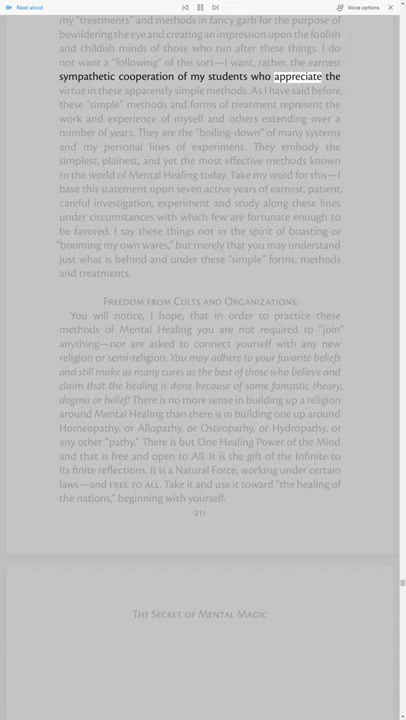 Read aloud
Voice options
my “treatments” and methods in fancy garb for the purpose of
bewildering the eye and creating an impression upon the foolish
and childish minds of those who run after these things. I do
not want a “following” of this sort—I want, rather, the earnest
sympathetic cooperation of my students who appreciate the
virtue in these apparently simple methods. As I have said before,
these “simple” methods and forms of treatment represent the
work and experience of myself and others extending over a
number of years. They are the “boiling-down” of many systems
and my personal lines of experiment. They embody the
simplest, plainest, and yet the most effective methods known
to the world of Mental Healing today. Take my word for this—I
base this statement upon seven active years of earnest, patient,
careful investigation, experiment and study along these lines
under circumstances with which few are fortunate enough to
be favored. I say these things not in the spirit of boasting or
“booming my own wares,” but merely that you may understand
just what is behind and under these “simple” forms, methods
and treatments.
Freedom from Cults and Organizations.
You will notice, I hope, that in order to practice these
methods of Mental Healing you are not required to “join”
anything—nor are asked to connect yourself with any new
religion or semi-religion. You may adhere to your favorite beliefs
and still make as many cures as the best of those who believe and
claim that the healing is done because of some fantastic theory,
dogma or belief! There is no more sense in building up a religion
around Mental Healing than there is in building one up around
Homeopathy, or Allopathy, or Osteopathy, or Hydropathy, or
any other “pathy.” There is but One Healing Power of the Mind
and that is free and open to All. It is the gift of the Infinite to
Its finite reflections. It is a Natural Force, working under certain
laws—and FREE TO ALL. Take it and use it toward “the healing of
the nations,” beginning with yourself.
211
The Secret of Mental Magic